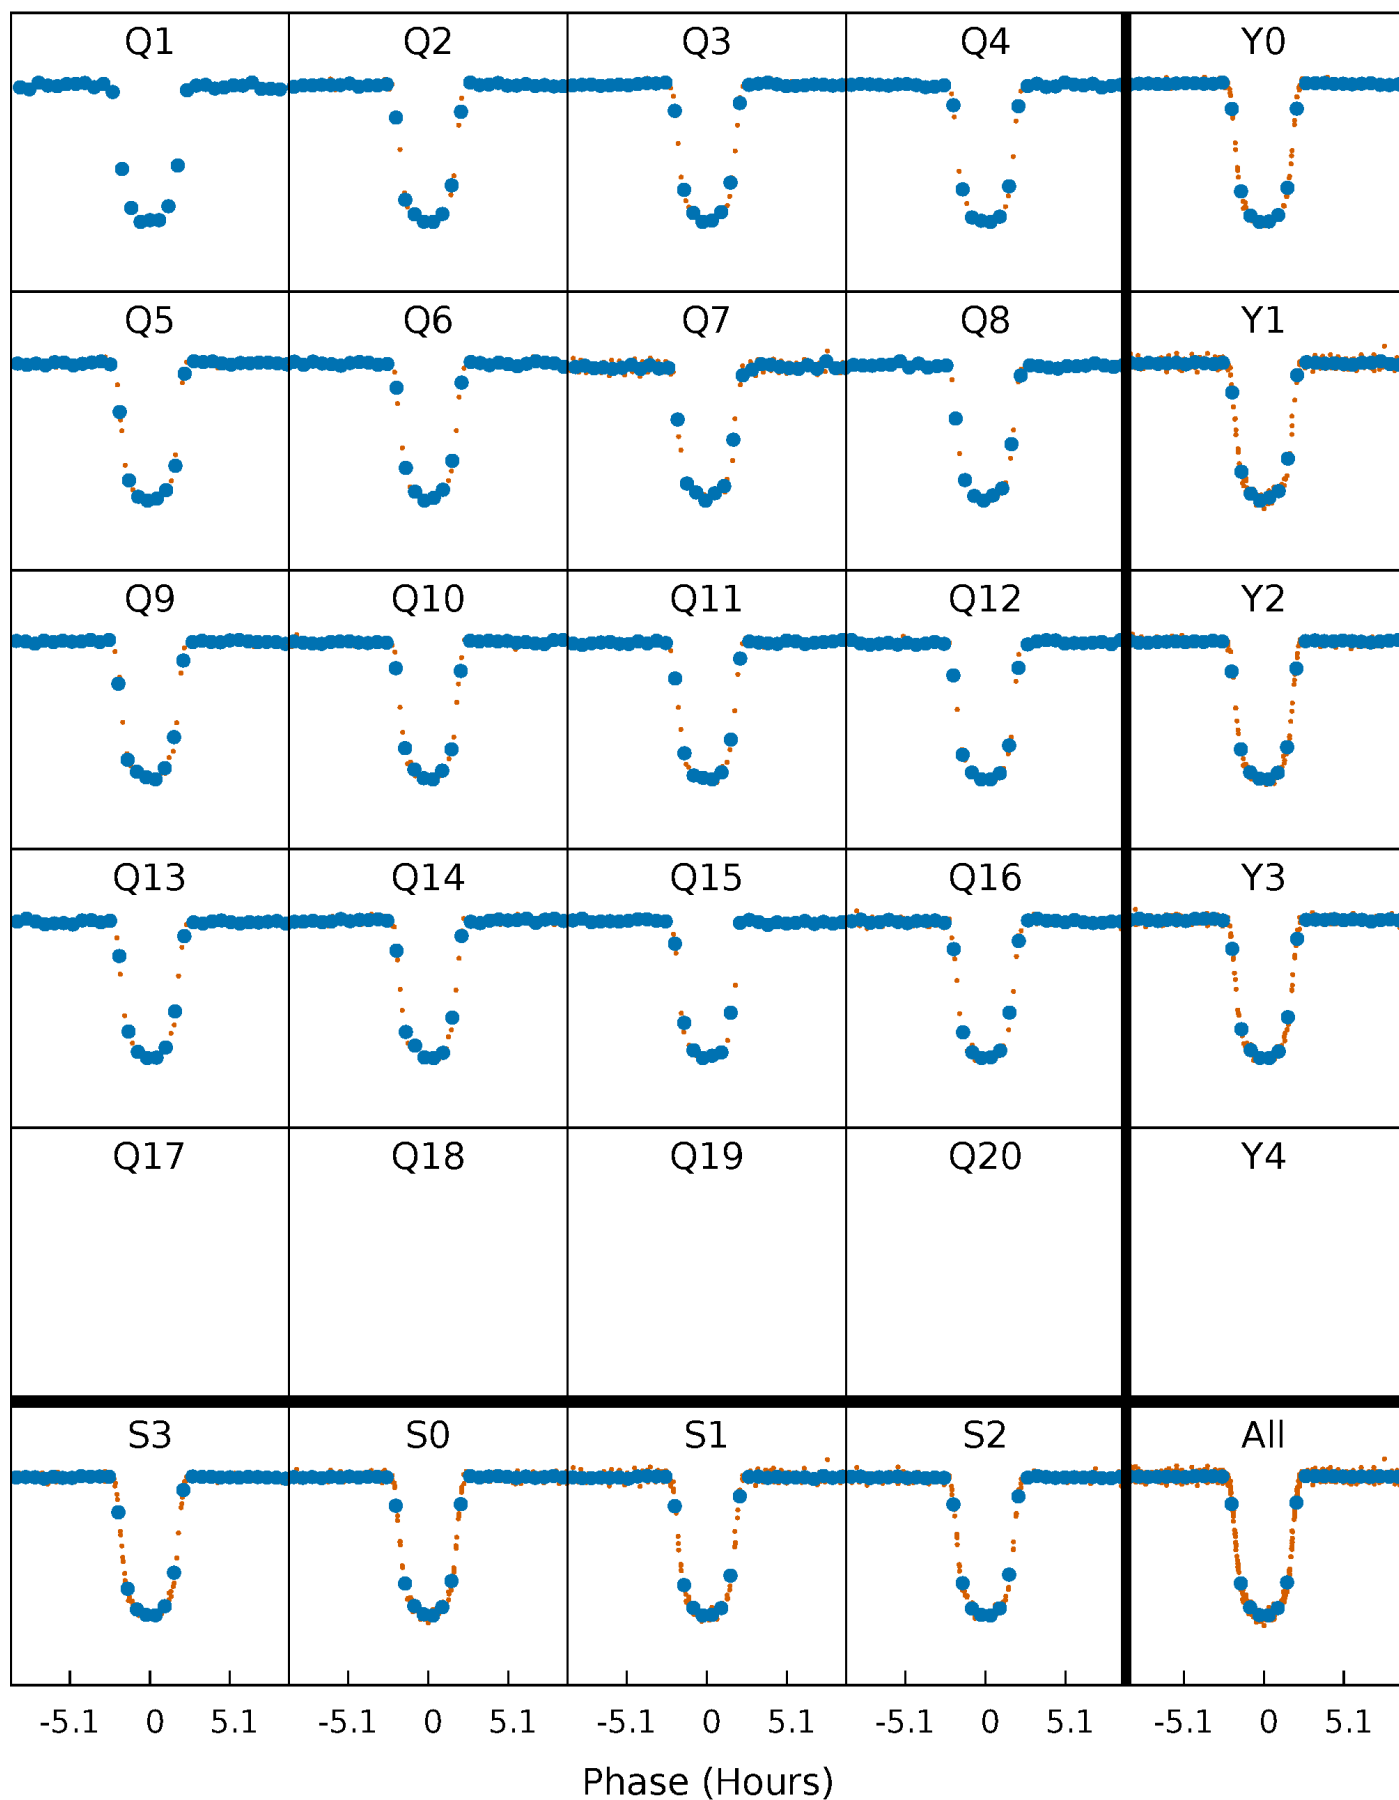 Q1 Q2 Q3 Q4 Y0
Q5 Q6 Q7 Q8 Y1
Q9 Q10 Q11 Q12 Y2
Q13 Q14 Q15 Q16 Y3
Q17 Q18 Q19 Q20 Y4
S3 S0 S1 S2 All
-5.1 0 5.1 -5.1 0 5.1 -5.1 0 5.1 -5.1 0 5.1 -5.1 0 5.1
Phase (Hours)